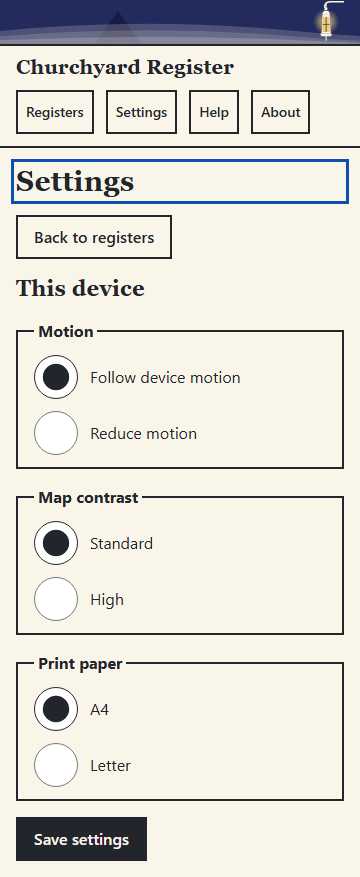 Churchyard Register
Registers Settings Help About
Settings
Back to registers
This device
Motion
Follow device motion
Reduce motion
Map contrast
Standard
High
Print paper
A4
Letter
Save settings